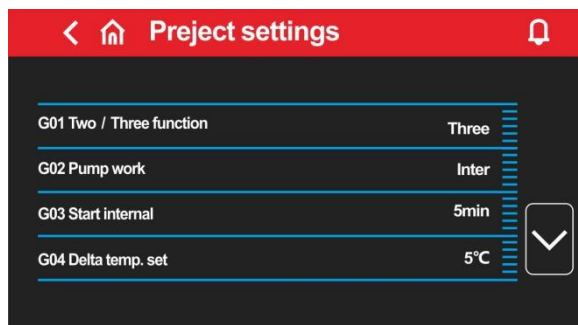 Preject settings
G01 Two / Three function Three
G02 Pump work Inter
G03 Start internal 5min
G04 Delta temp. set 5℃